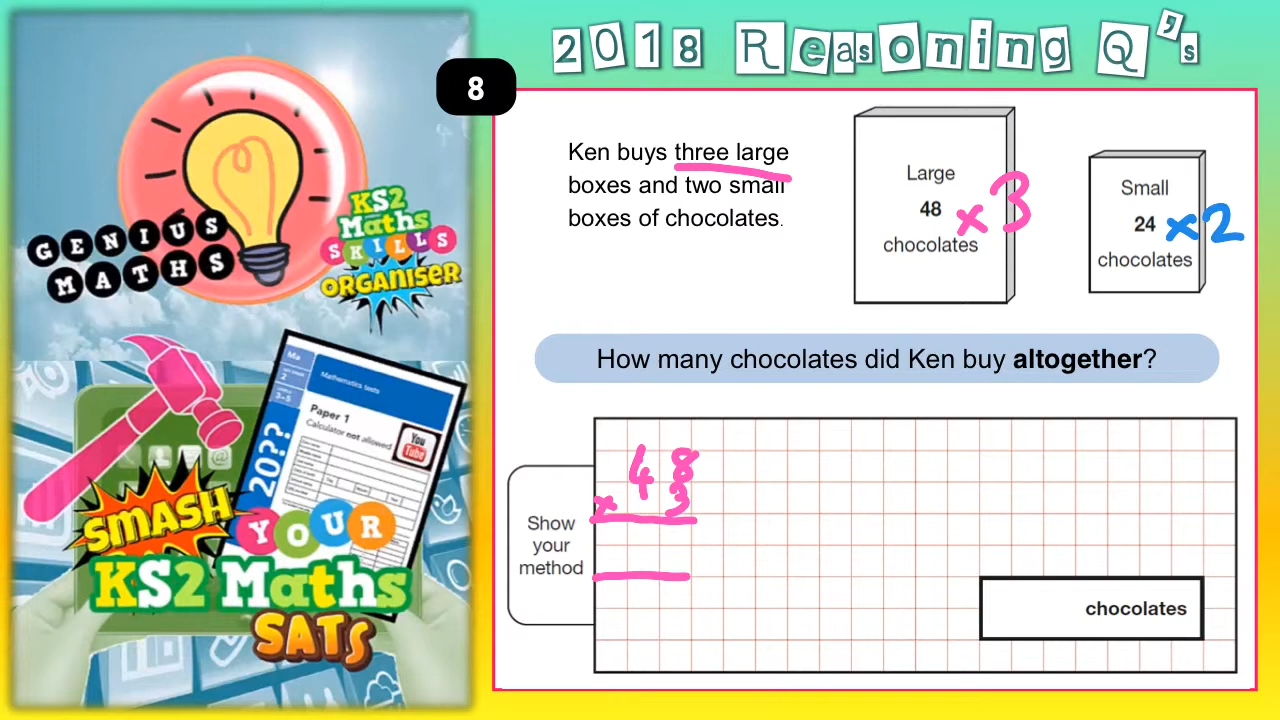 2018 Reasoning Q's
8
GENIUS
MATHS
KS2
Maths
SKILLS
ORGANISER
Ken buys three large
boxes and two small
boxes of chocolates.
Large
48 × 3
chocolates
Small
24 × 2
chocolates
How many chocolates did Ken buy altogether?
Ma
Mathematics tests
Paper 1
Calculator not allowed
20??
You
Tube
SMASH
YOUR
KS2 Maths
SATs
Show
your
method
48
× 3
chocolates